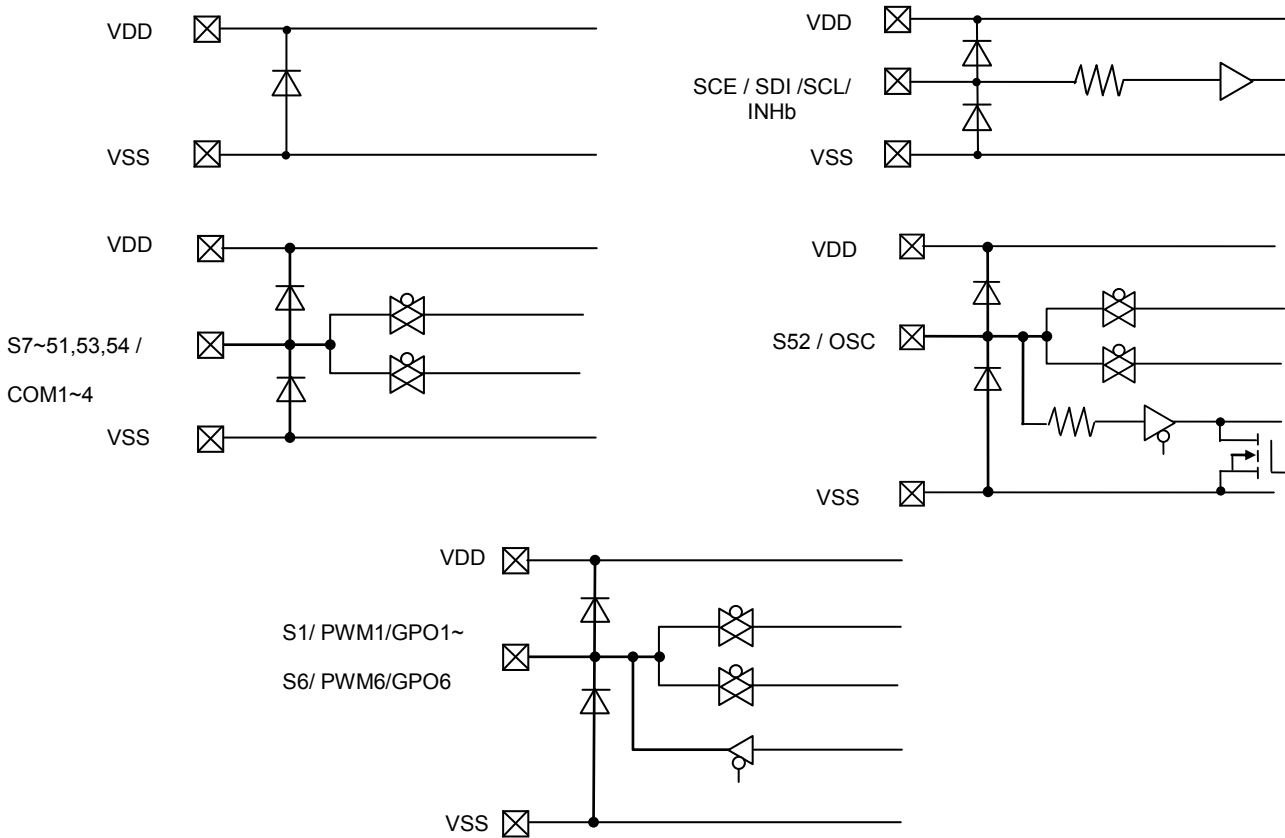 VDD
VSS
VDD
SCE / SDI /SCL/
INHb
VSS
VDD
S7~51,53,54 /
COM1~4
VSS
VDD
S52 / OSC
VSS
VDD
S1/ PWM1/GPO1~
S6/ PWM6/GPO6
VSS